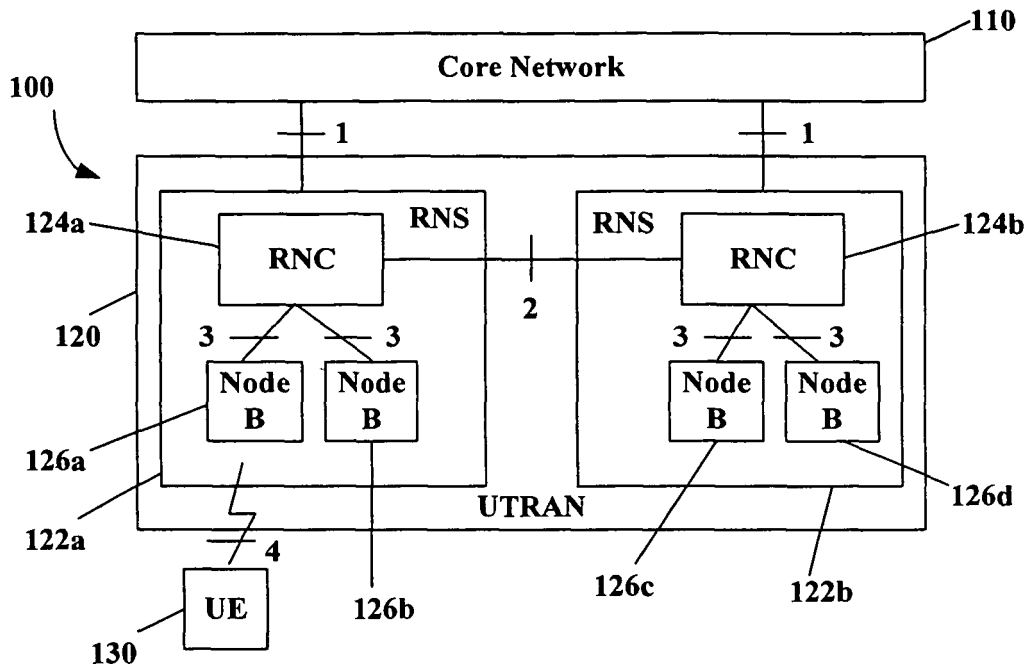 110
Core Network
100
1
1
RNS
RNS
124a
124b
RNC
RNC
2
120
3
3
3
3
Node
B
Node
B
Node
B
Node
B
126a
126d
UTRAN
122a
4
126c
122b
UE
126b
130